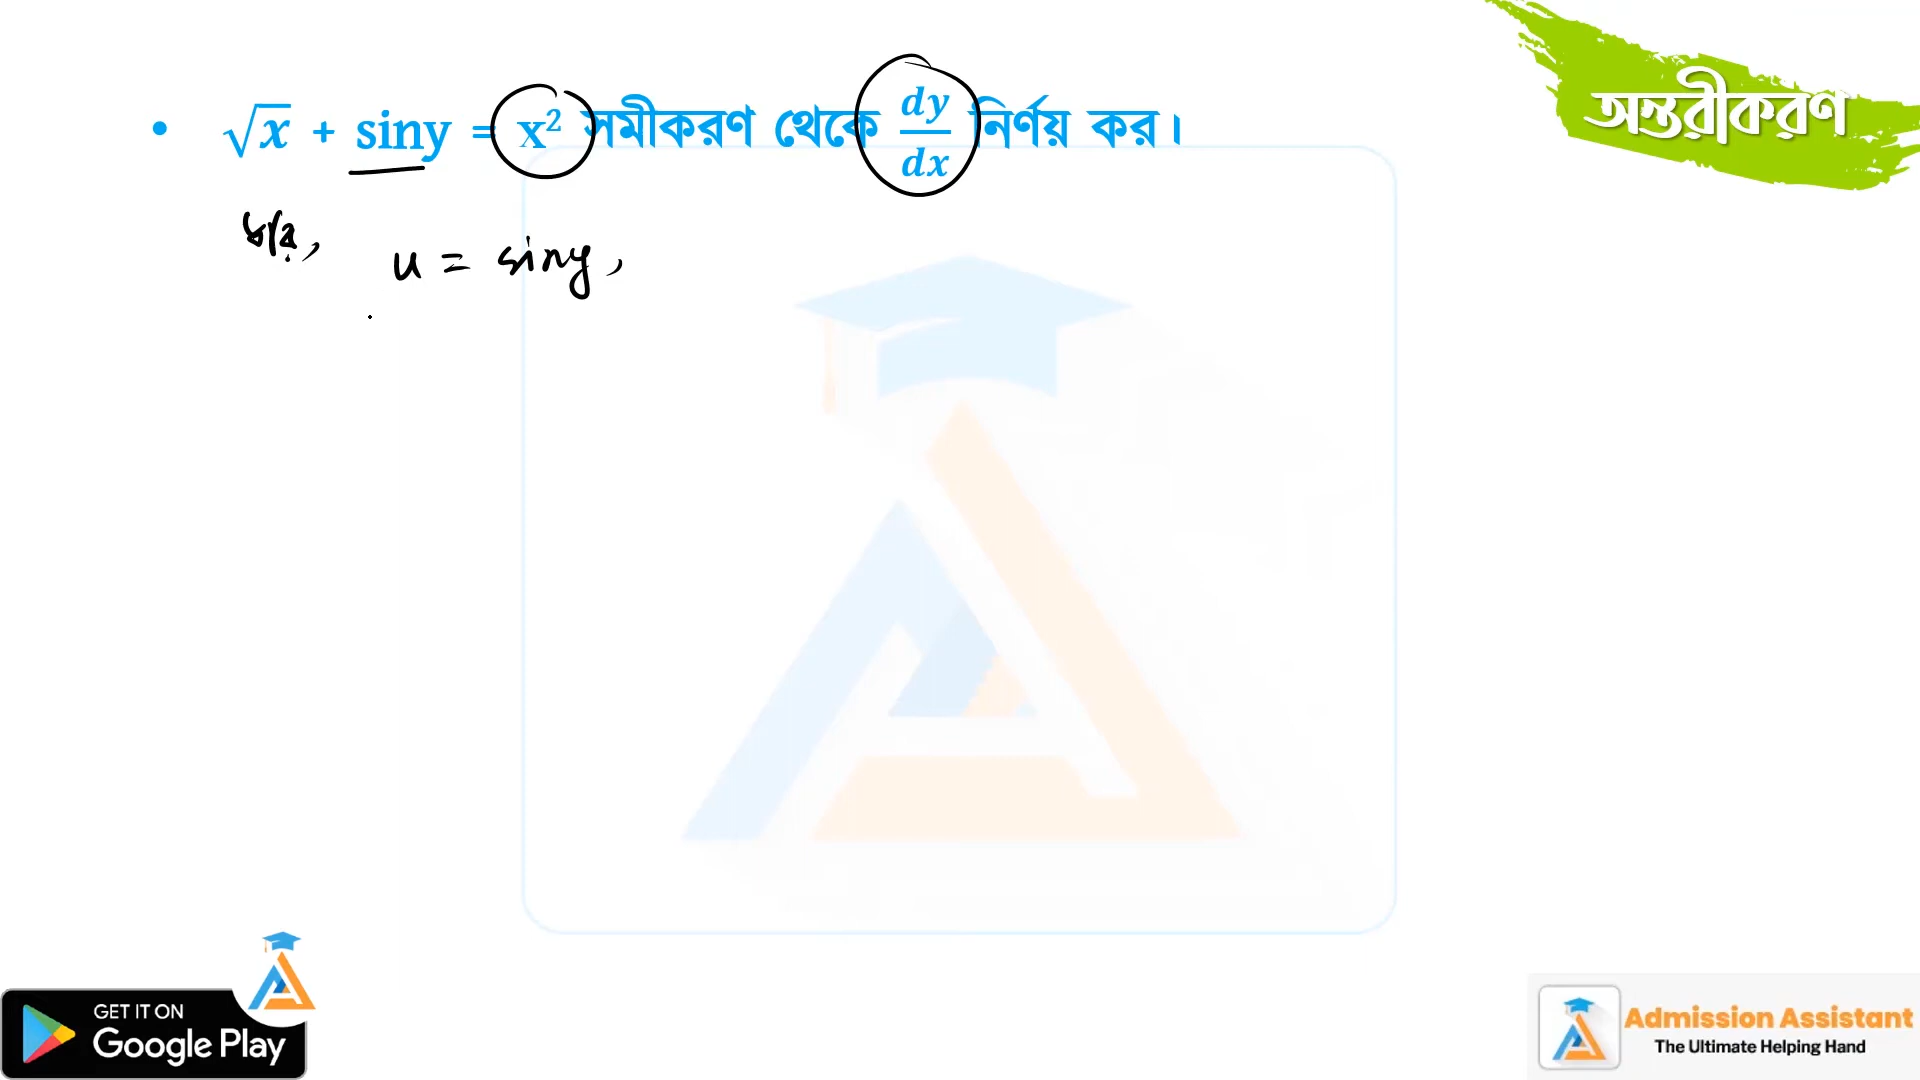 অন্তরীকরণ
• √x + siny = x² সমীকরণ থেকে dy/dx নির্ণয় কর।
ধরি,
u = siny,
GET IT ON
Google Play
Admission Assistant
The Ultimate Helping Hand